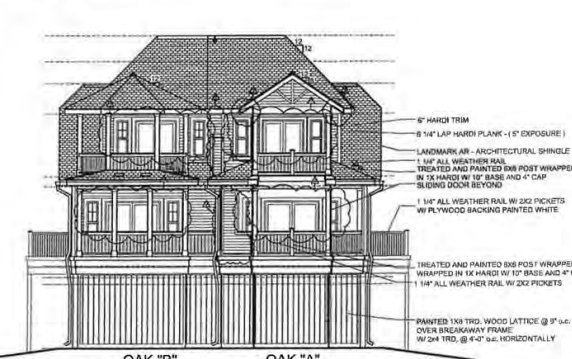 12
12
6" HARDI TRIM
8 1/4" LAP HARDI PLANK - ( 5" EXPOSURE )
LANDMARK AR - ARCHITECTURAL SHINGLE
1 1/4" ALL WEATHER RAIL
TREATED AND PAINTED 6X6 POST WRAPPED
IN 1X HARDI W/ 10" BASE AND 4" CAP
SLIDING DOOR BEYOND
1 1/4" ALL WEATHER RAIL W/ 2X2 PICKETS
W/ PLYWOOD BACKING PAINTED WHITE
TREATED AND PAINTED 6X6 POST WRAPPE
WRAPPED IN 1X HARDI W/ 10" BASE AND 4"
1 1/4" ALL WEATHER RAIL W/ 2X2 PICKETS
PAINTED 1X8 TRD. WOOD LATTICE @ 9" o.c.
OVER BREAKAWAY FRAME
W/ 2x4 TRD. @ 4'-0" o.c. HORIZONTALLY
OAK "B" OAK "A"